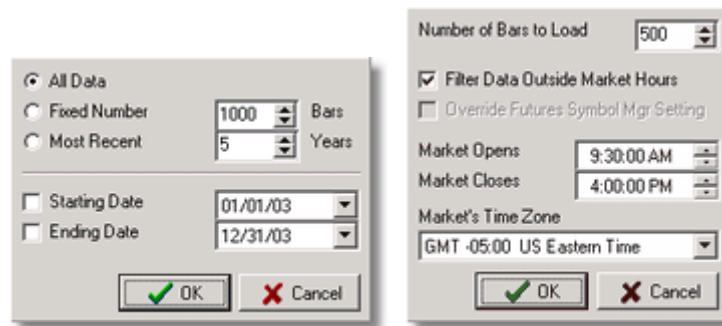 All Data
Fixed Number 1000 Bars
Most Recent 5 Years
Starting Date 01/01/03
Ending Date 12/31/03
OK Cancel
Number of Bars to Load 500
Filter Data Outside Market Hours
Override Futures Symbol Mgr Setting
Market Opens 9:30:00 AM
Market Closes 4:00:00 PM
Market's Time Zone
GMT -05:00 US Eastern Time
OK Cancel